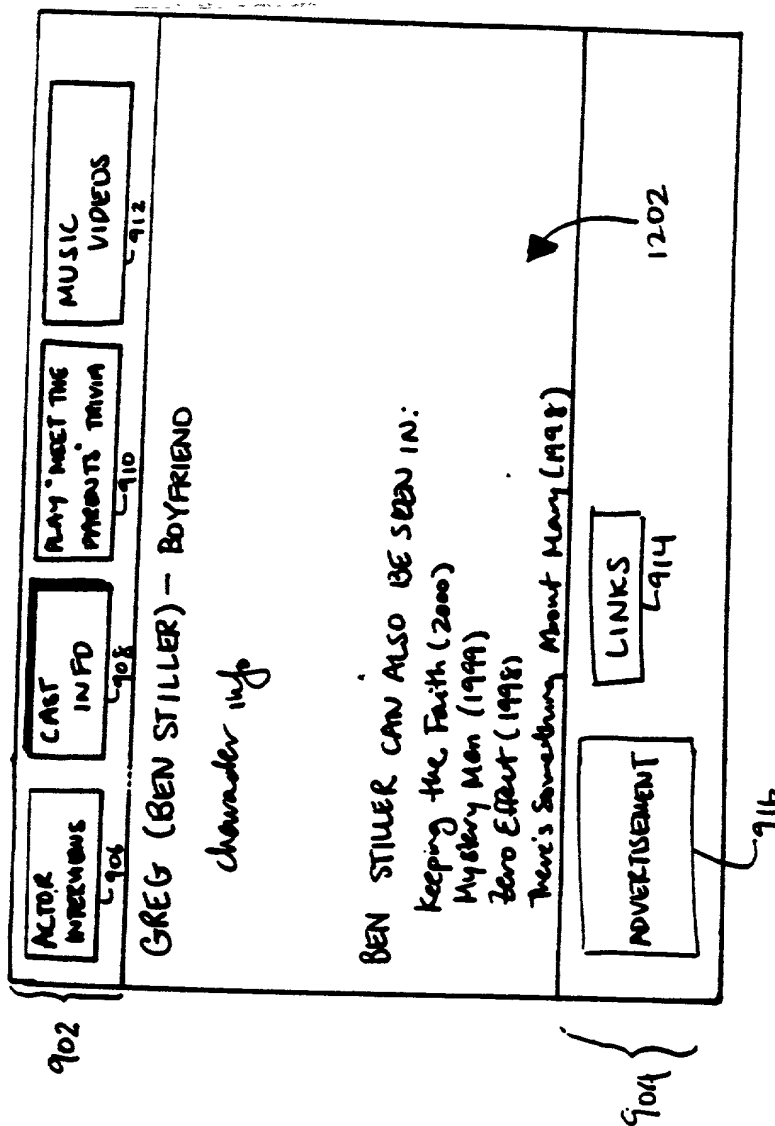 902
ACTOR
INTERVIEWS
906
CAST
INFO
908
PLAY "MEET THE
PARENTS" TRIVIA
910
MUSIC
VIDEOS
912
GREG (BEN STILLER) — BOYFRIEND
character info
BEN STILLER CAN ALSO BE SEEN IN:
Keeping the Faith (2000)
Mystery Men (1999)
Zero Effect (1998)
There's Something About Mary (1998)
1202
904
ADVERTISEMENT
916
LINKS
914